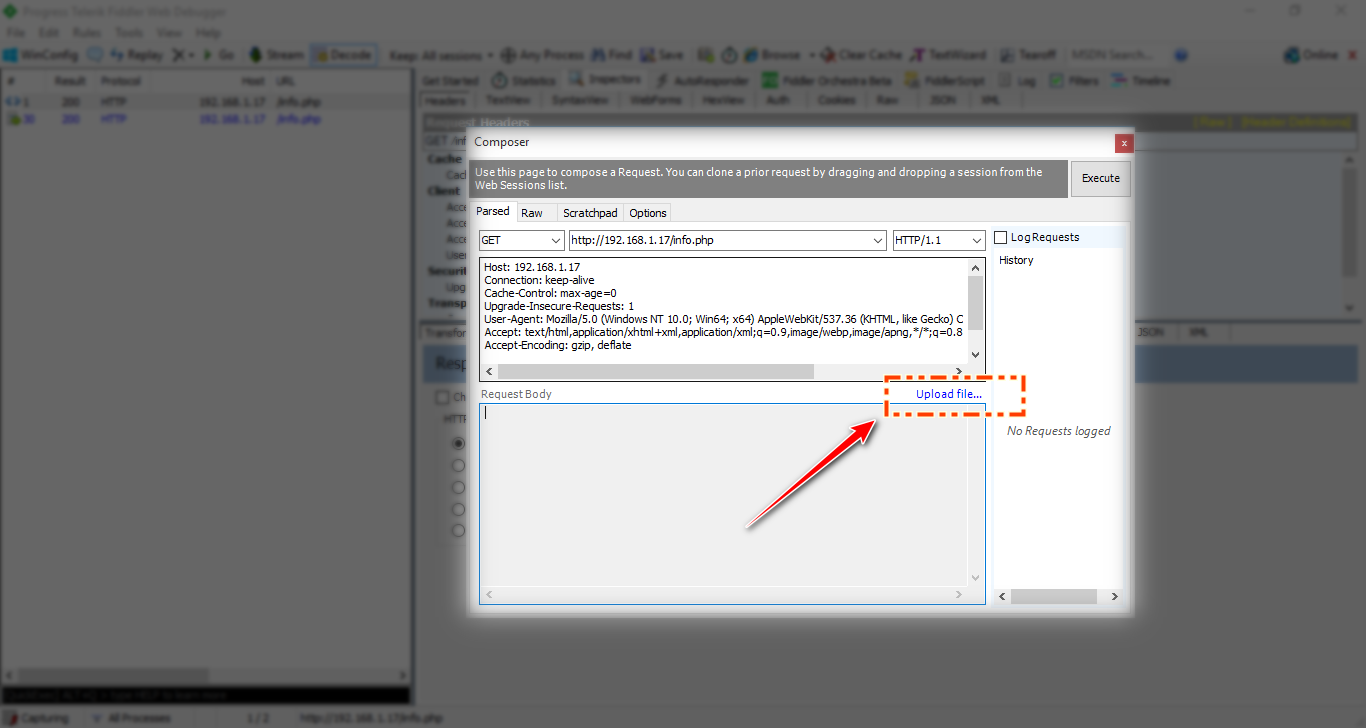 Progress Telerik Fiddler Web Debugger
File Edit Rules Tools View Help
WinConfig Replay Go Stream Decode Keep: All sessions Any Process Find Save Browse Clear Cache TextWizard Tearoff MSDN Search... Online
# Result Protocol Host URL
1 200 HTTP 192.168.1.17 /info.php
30 200 HTTP 192.168.1.17 /info.php
Get Started Statistics Inspectors AutoResponder Fiddler Orchestra Beta FiddlerScript Log Filters Timeline
Headers TextView SyntaxView WebForms HexView Auth Cookies Raw JSON XML
Request Headers [Raw] [Header Definitions]
GET /inf
Cache
Client
Composer
x
Use this page to compose a Request. You can clone a prior request by dragging and dropping a session from the
Web Sessions list.
Execute
Parsed Raw Scratchpad Options
GET http://192.168.1.17/info.php HTTP/1.1
Log Requests
History
Host: 192.168.1.17
Connection: keep-alive
Cache-Control: max-age=0
Upgrade-Insecure-Requests: 1
User-Agent: Mozilla/5.0 (Windows NT 10.0; Win64; x64) AppleWebKit/537.36 (KHTML, like Gecko) C
Accept: text/html,application/xhtml+xml,application/xml;q=0.9,image/webp,image/apng,*/*;q=0.8
Accept-Encoding: gzip, deflate
Request Body Upload file...
No Requests logged
JSON XML
Capturing All Processes 1 / 2 http://192.168.1.17/info.php